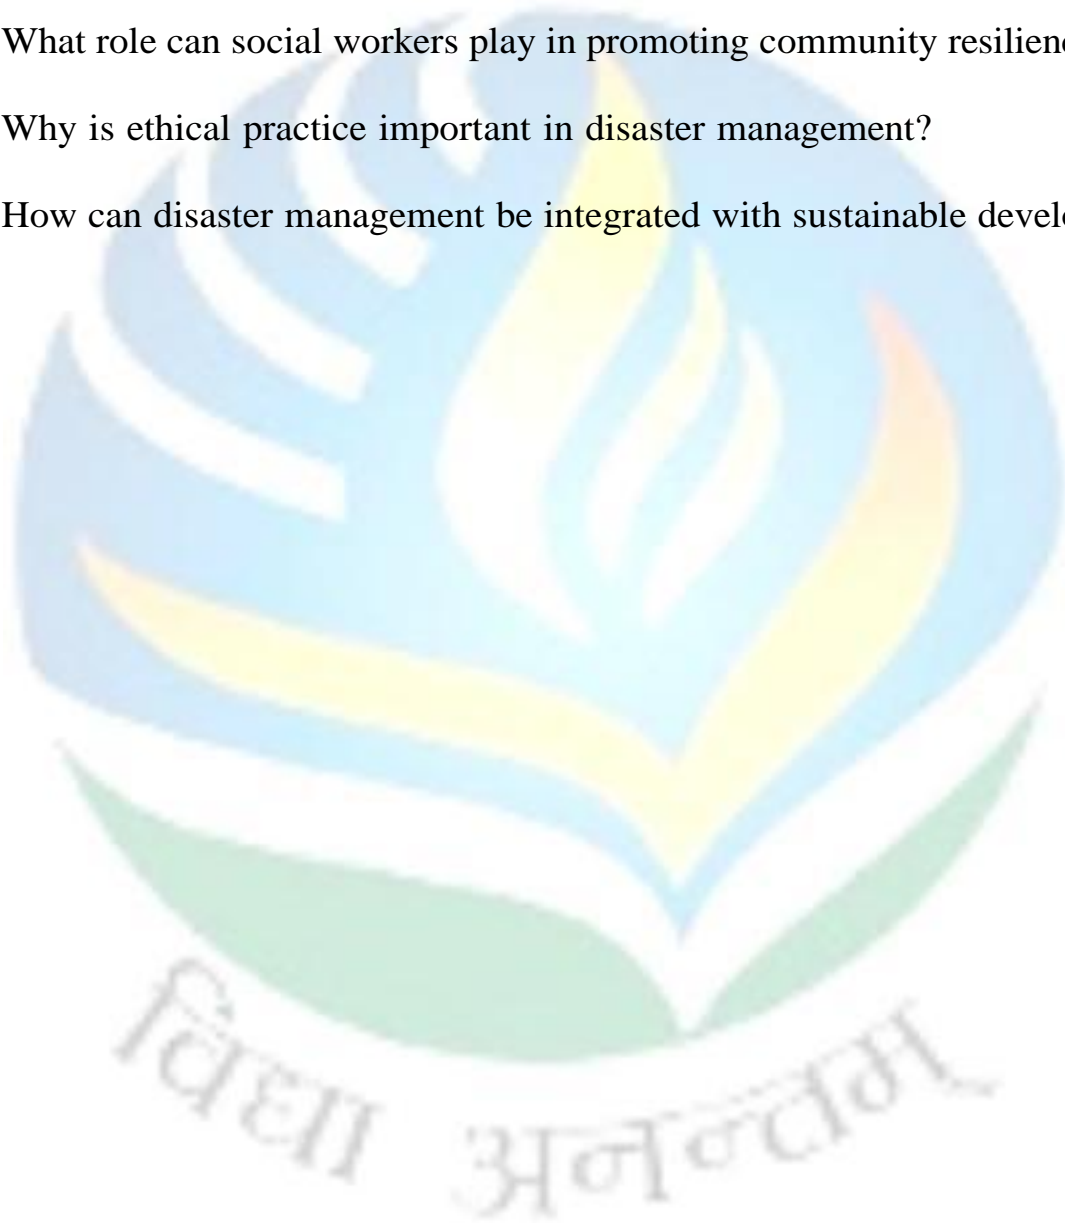 What role can social workers play in promoting community resilien
Why is ethical practice important in disaster management?
How can disaster management be integrated with sustainable devel
विद्या अनन्तम्